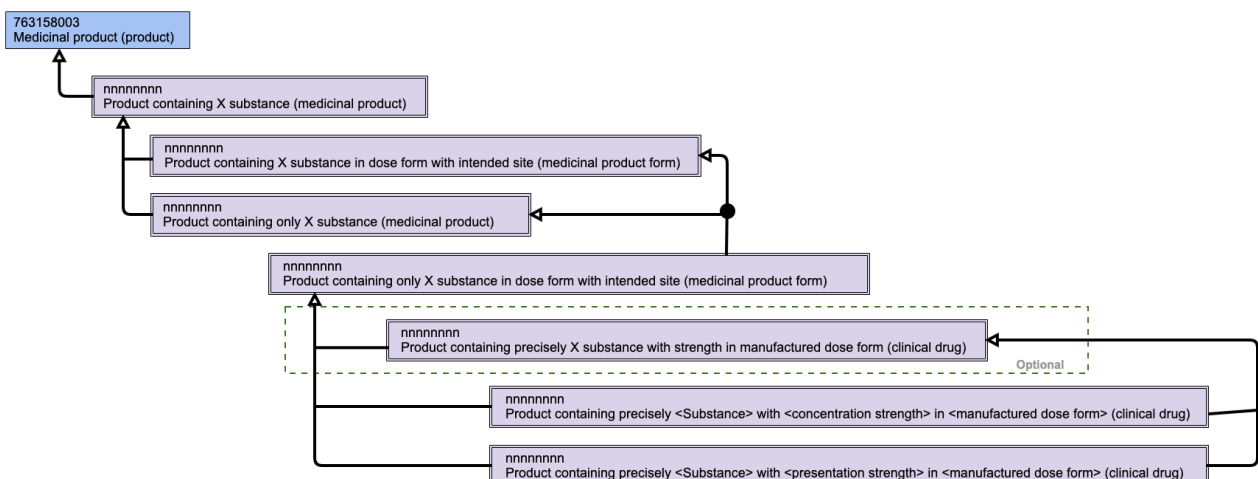 763158003
Medicinal product (product)
nnnnnnnn
Product containing X substance (medicinal product)
nnnnnnnn
Product containing X substance in dose form with intended site (medicinal product form)
nnnnnnnn
Product containing only X substance (medicinal product)
nnnnnnnn
Product containing only X substance in dose form with intended site (medicinal product form)
nnnnnnnn
Product containing precisely X substance with strength in manufactured dose form (clinical drug)
Optional
nnnnnnnn
Product containing precisely <Substance> with <concentration strength> in <manufactured dose form> (clinical drug)
nnnnnnnn
Product containing precisely <Substance> with <presentation strength> in <manufactured dose form> (clinical drug)